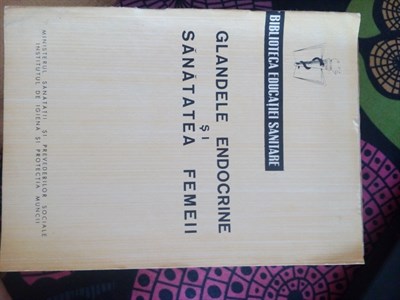 BIBLIOTECA EDUCAȚIEI SANITARE
GLANDELE ENDOCRINE
ȘI
SĂNĂTATEA FEMEII
MINISTERUL SĂNĂTĂȚII ȘI PREVEDERILOR SOCIALE
INSTITUTUL DE IGIENĂ ȘI PROTECȚIA MUNCII